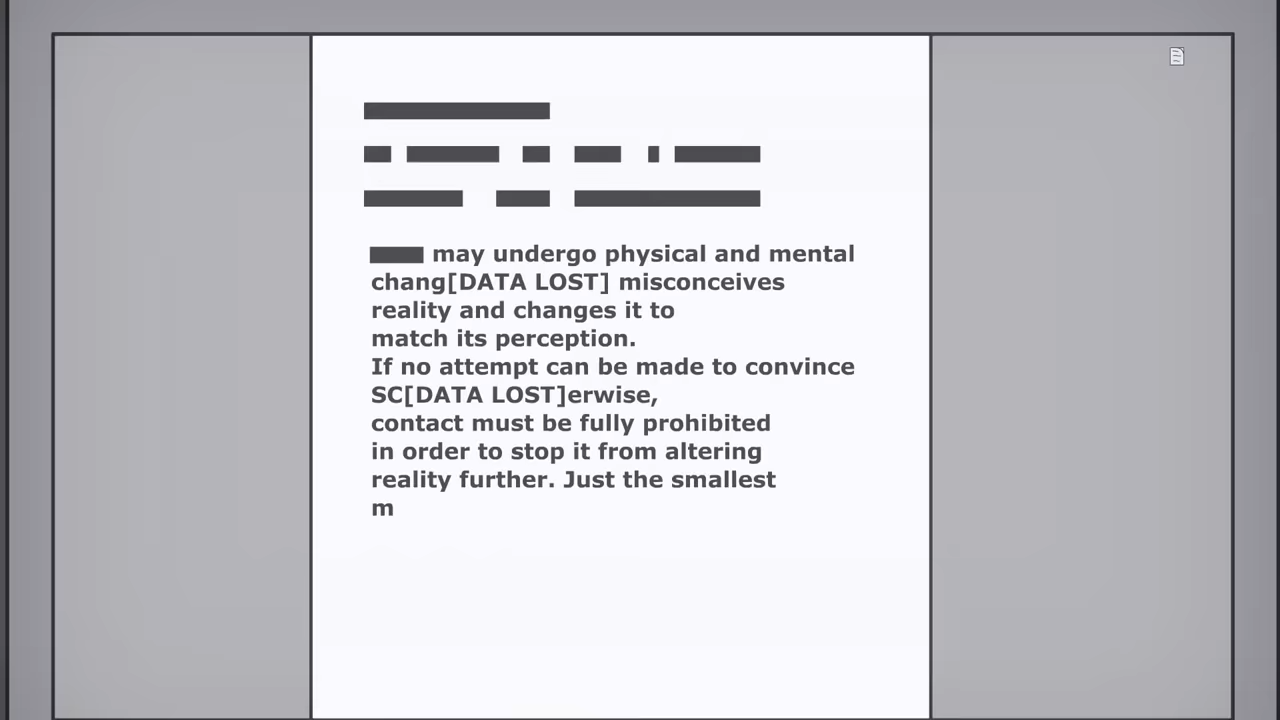 may undergo physical and mental
chang[DATA LOST] misconceives
reality and changes it to
match its perception.
If no attempt can be made to convince
SC[DATA LOST]erwise,
contact must be fully prohibited
in order to stop it from altering
reality further. Just the smallest
m